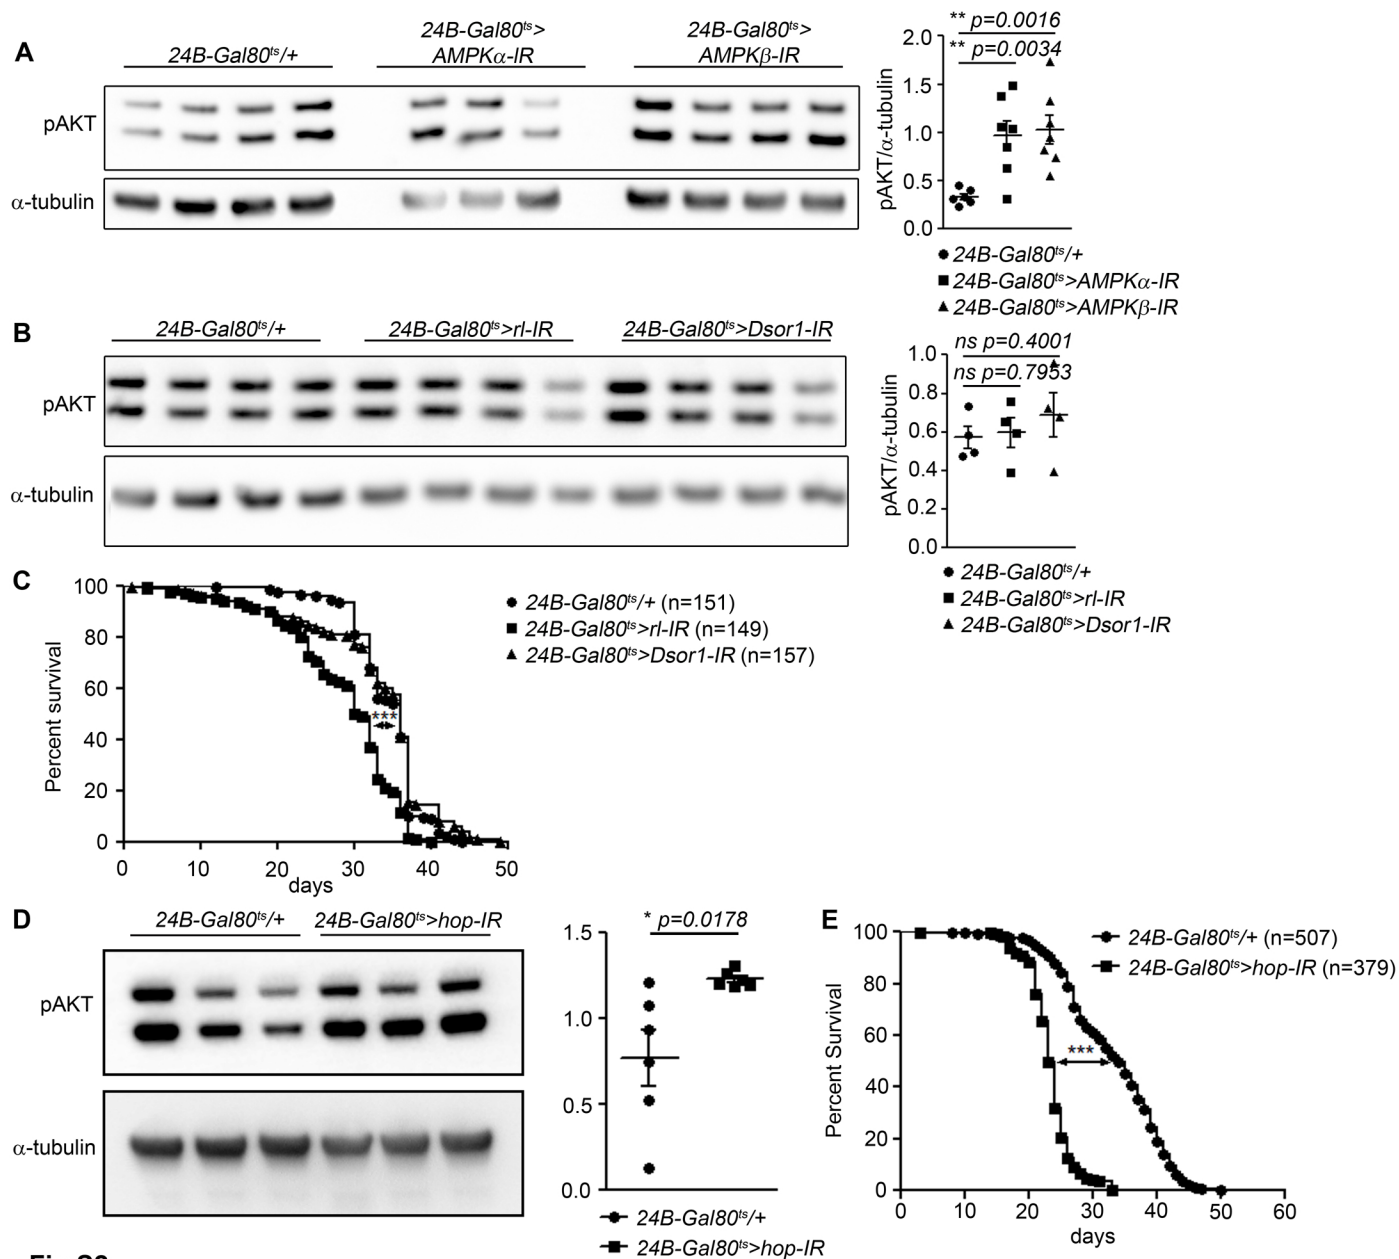 A
24B-Gal80ts/+
24B-Gal80ts>
AMPKα-IR
24B-Gal80ts>
AMPKβ-IR
pAKT
α-tubulin
** p=0.0016
** p=0.0034
2.0
1.5
1.0
0.5
0.0
pAKT/α-tubulin
24B-Gal80ts/+
24B-Gal80ts>AMPKα-IR
24B-Gal80ts>AMPKβ-IR
B
24B-Gal80ts/+
24B-Gal80ts>rl-IR
24B-Gal80ts>Dsor1-IR
pAKT
α-tubulin
ns p=0.4001
ns p=0.7953
1.0
0.8
0.6
0.4
0.2
0.0
pAKT/α-tubulin
24B-Gal80ts/+
24B-Gal80ts>rl-IR
24B-Gal80ts>Dsor1-IR
C
100
80
60
40
20
0
Percent survival
0 10 20 30 40 50
days
***
24B-Gal80ts/+ (n=151)
24B-Gal80ts>rl-IR (n=149)
24B-Gal80ts>Dsor1-IR (n=157)
D
24B-Gal80ts/+
24B-Gal80ts>hop-IR
pAKT
α-tubulin
* p=0.0178
1.5
1.0
0.5
0.0
24B-Gal80ts/+
24B-Gal80ts>hop-IR
E
100
80
60
40
20
0
Percent Survival
0 10 20 30 40 50 60
days
***
24B-Gal80ts/+ (n=507)
24B-Gal80ts>hop-IR (n=379)